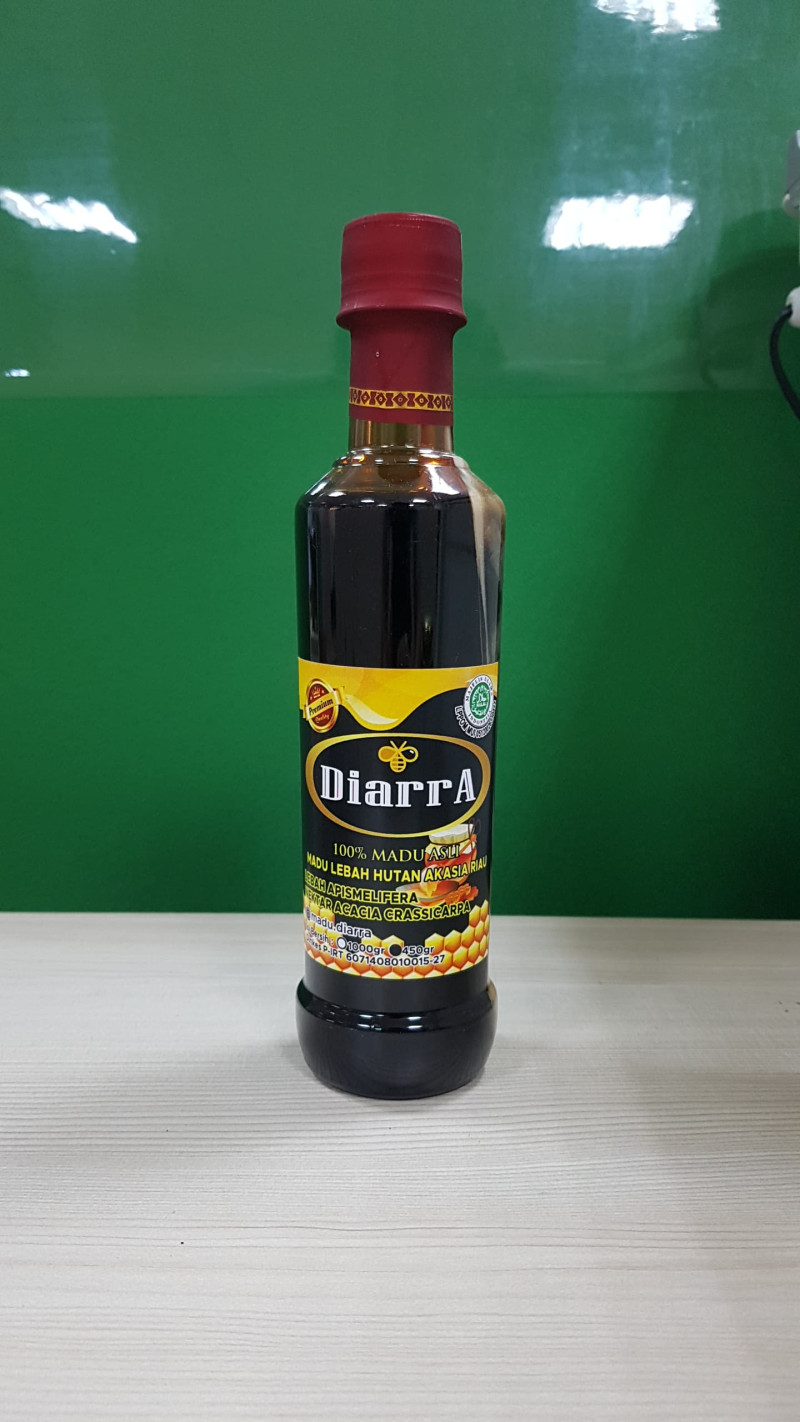 Premium
Quality
DiarrA
100% MADU ASLI
MADU LEBAH HUTAN AKASIA RIAU
LEBAH APISMELIFERA
NEKTAR ACACIA CRASSICARPA
madu.diarra
1000gr 450gr
P-IRT 6071408010015-27